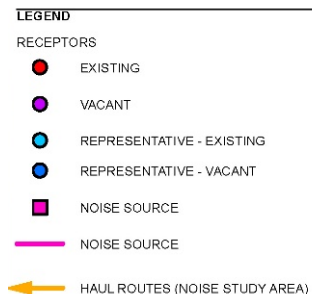 LEGEND
RECEPTORS
EXISTING
VACANT
REPRESENTATIVE - EXISTING
REPRESENTATIVE - VACANT
NOISE SOURCE
NOISE SOURCE
HAUL ROUTES (NOISE STUDY AREA)